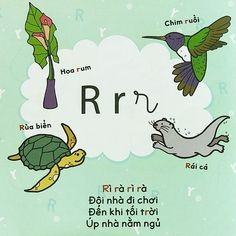 Rr
Chim ruồi
Hoa rum
R r r
Rùa biển
Rái cá
Rì rà rì rà
Đội nhà đi chơi
Đến khi tối trời
Úp nhà nằm ngủ